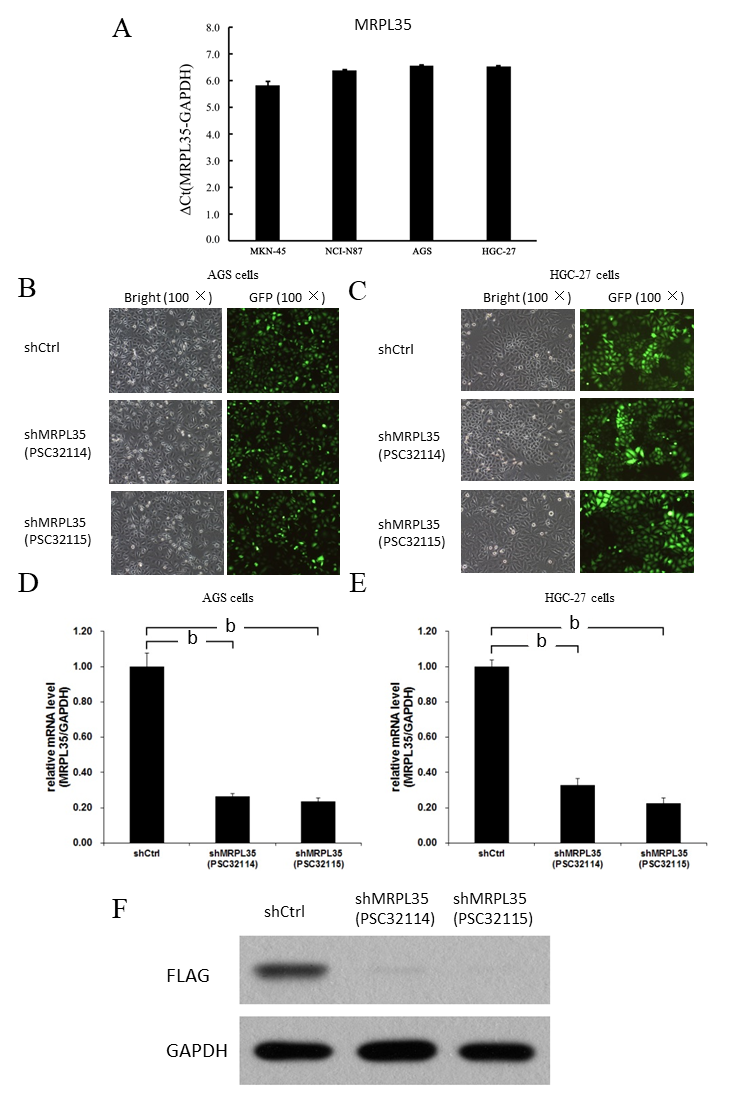 A
MRPL35
ΔCt(MRPL35-GAPDH)
8.0
7.0
6.0
5.0
4.0
3.0
2.0
1.0
0.0
MKN-45 NCI-N87 AGS HGC-27
B
AGS cells
Bright (100 ×) GFP (100 ×)
shCtrl
shMRPL35
(PSC32114)
shMRPL35
(PSC32115)
C
HGC-27 cells
Bright (100 ×) GFP (100 ×)
shCtrl
shMRPL35
(PSC32114)
shMRPL35
(PSC32115)
D
AGS cells
relative mRNA level
(MRPL35/GAPDH)
1.20
1.00
0.80
0.60
0.40
0.20
0.00
b
b
shCtrl shMRPL35 shMRPL35
(PSC32114) (PSC32115)
E
HGC-27 cells
relative mRNA level
(MRPL35/GAPDH)
1.20
1.00
0.80
0.60
0.40
0.20
0.00
b
b
shCtrl shMRPL35 shMRPL35
(PSC32114) (PSC32115)
F
shCtrl shMRPL35 shMRPL35
(PSC32114) (PSC32115)
FLAG
GAPDH